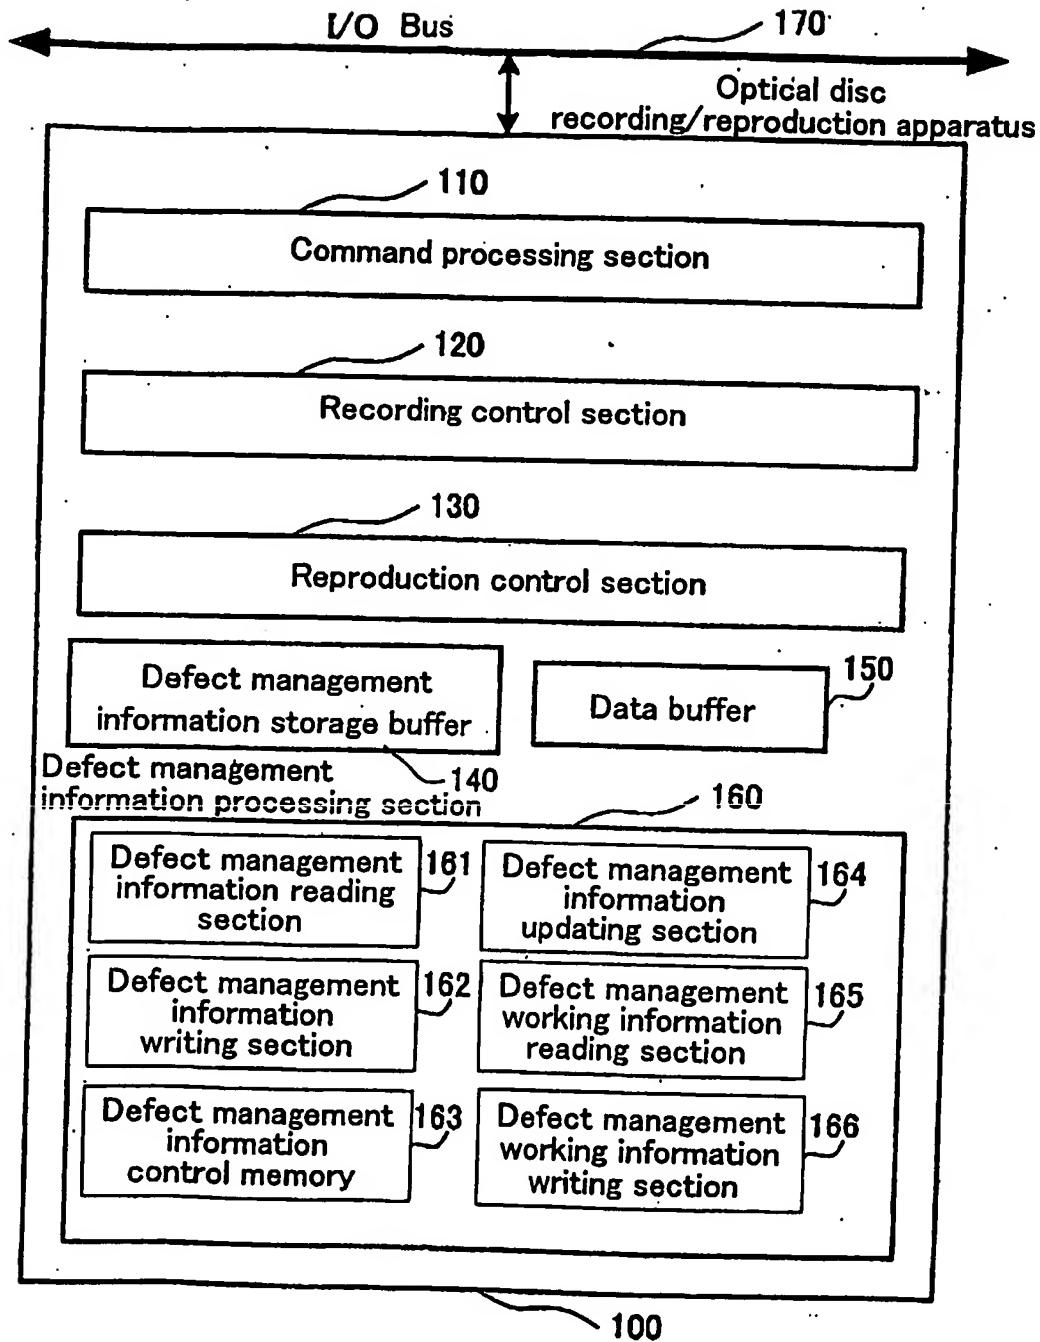 I/O Bus
170
Optical disc
recording/reproduction apparatus
110
Command processing section
120
Recording control section
130
Reproduction control section
Defect management
information storage buffer
140
150
Data buffer
Defect management
information processing section
160
Defect management
information reading
section
161
Defect management
information
updating section
164
Defect management
information
writing section
162
Defect management
working information
reading section
165
Defect management
information
control memory
163
Defect management
working information
writing section
166
100